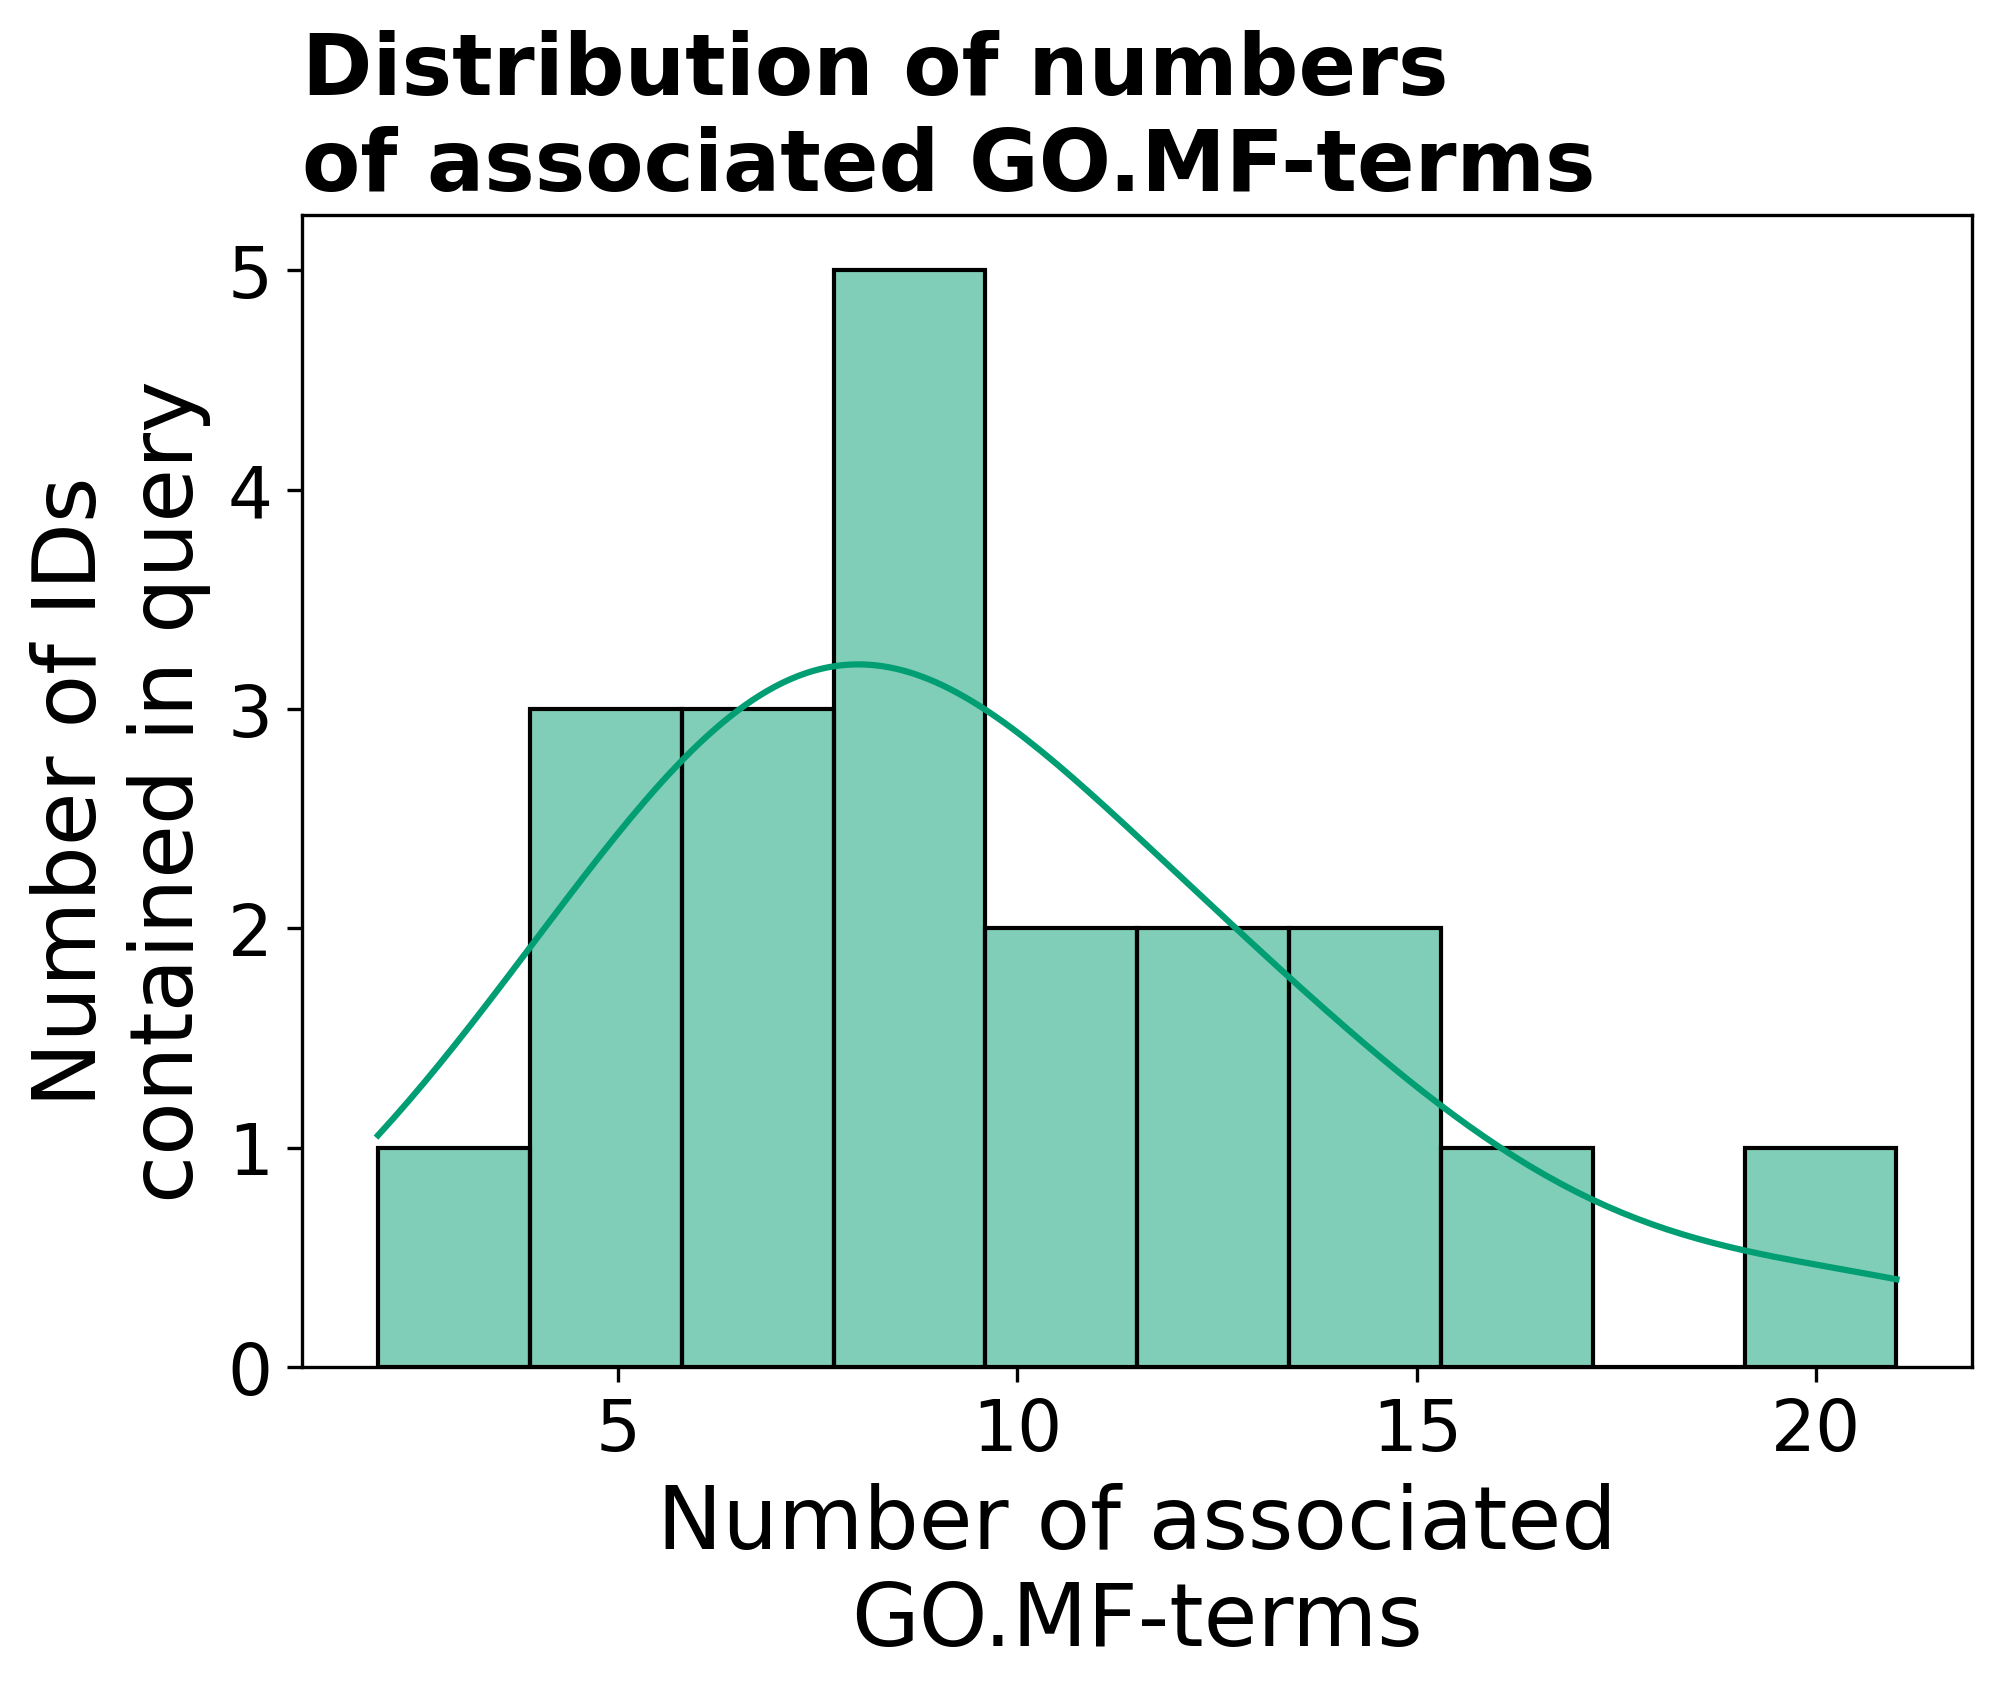 Distribution of numbers
of associated GO.MF-terms
Number of IDs
contained in query
5
4
3
2
1
0
5
10
15
20
Number of associated
GO.MF-terms